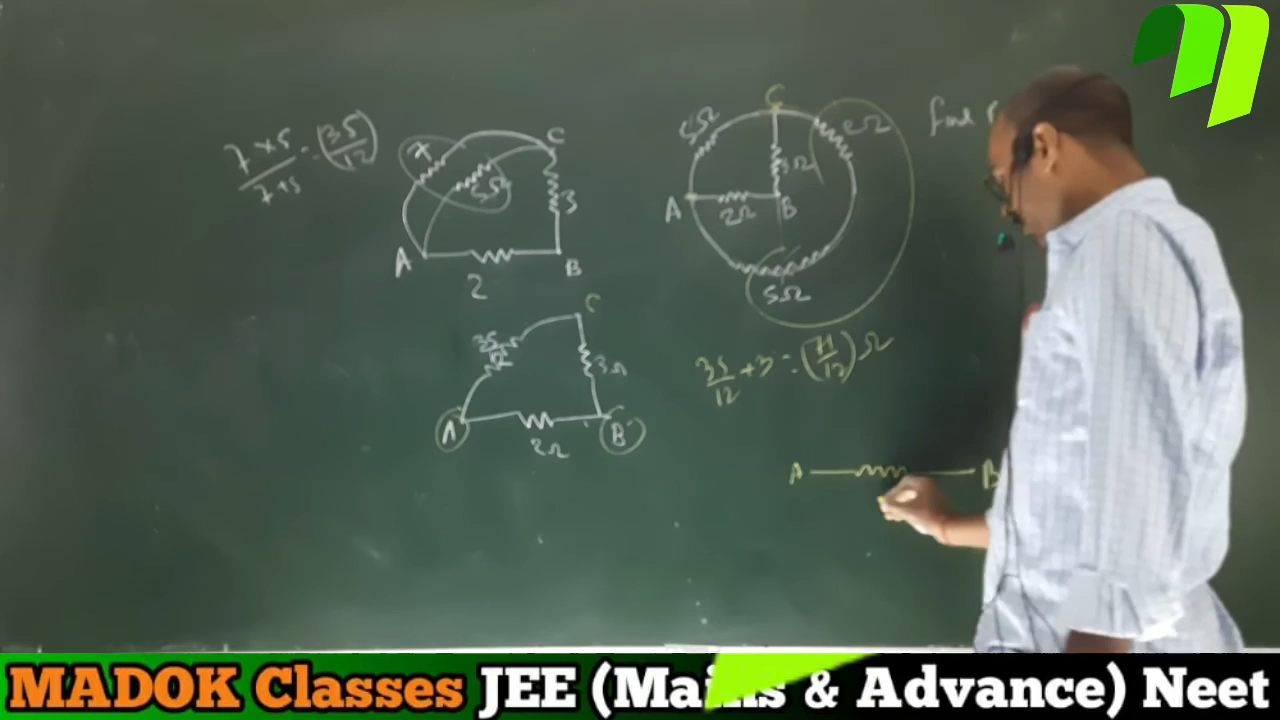 7×5/7+5 = (35/12)
7
5Ω
C
3
A
2
B
35/12
C
3Ω
A
2Ω
B
C
5Ω
2Ω
3Ω
A
2Ω
B
5Ω
35/12 + 3 = (71/12) Ω
A
B
find
MADOK Classes JEE (Mains & Advance) Neet